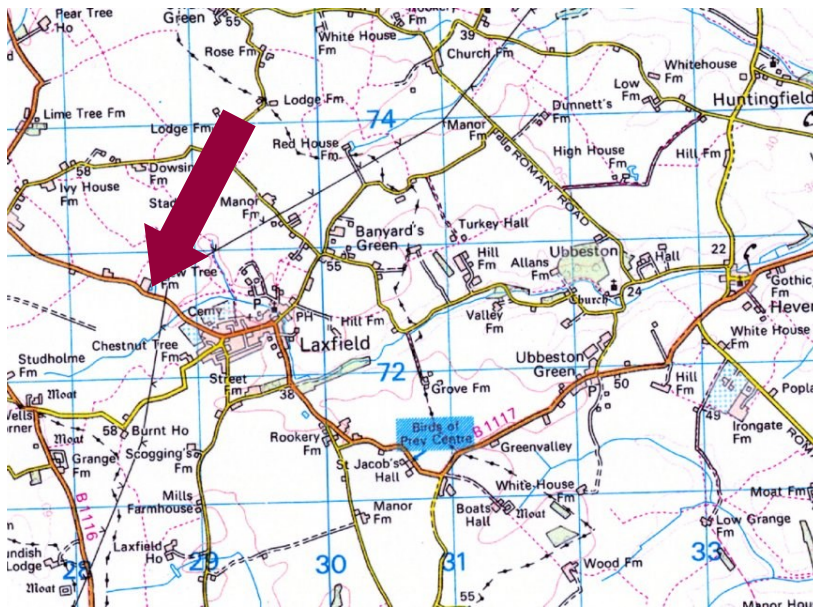 Pear Tree
Ho
Green
55
Rose Fm
White House
Fm
39
Church Fm
Whitehouse
Fm
Lime Tree Fm
Lodge Fm
Lodge Fm
74
Low
Fm
Huntingfield
Dunnett's
Fm
Manor
Fm
Red House
Fm
ROMAN ROAD
High House
Fm
Hill Fm
58
Dowsin
Fm
Ivy House
Fm
Manor
Fm
Turkey Hall
Banyard's
Green
55
Hill
Fm
Allans
Fm
Ubbeston
Hall
22
Tree
Fm
P
Cemy
PH
Hill Fm
Valley
Fm
Church
24
Gothic
Fm
Heven
Chestnut Tree
Fm
Laxfield
White House
Fm
Studholme
Fm
72
Ubbeston
Green
Street
Fm
38
Grove Fm
P
50
Hill
Fm
Moat
Birds of
Prey Centre
B1117
49
Irongate
Fm
58
Burnt Ho
Moat
Rookery
Fm
Greenvalley
Grange
Fm
Scogging's
Fm
St Jacob's
Hall
White House
Fm
Mills
Farmhouse
Manor
Fm
Boats
Hall
Moat
Moat Fm
B1116
Laxfield
Ho
Low Grange
Fm
Lodge
28
29
30
31
33
Wood Fm
Moat
55